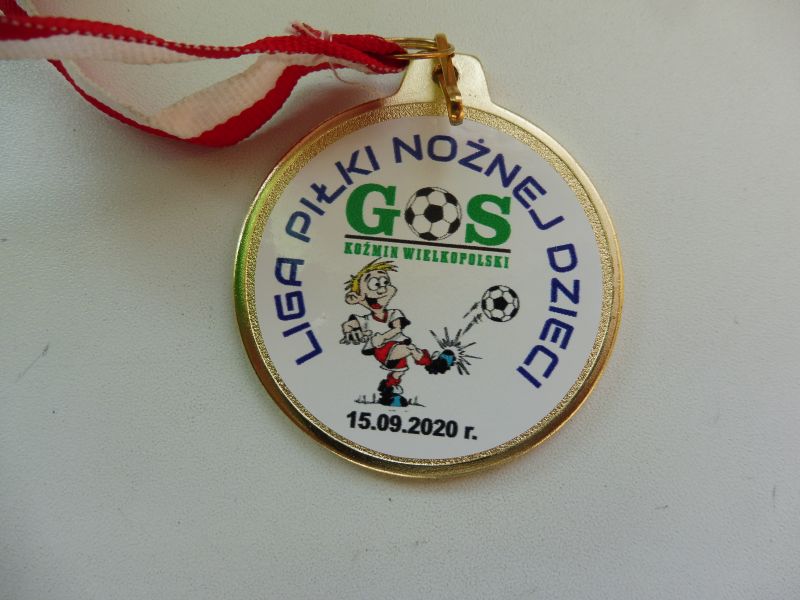 LIGA PIŁKI NOŻNEJ DZIECI
GOS
KOŹMIN WIELKOPOLSKI
15.09.2020 r.